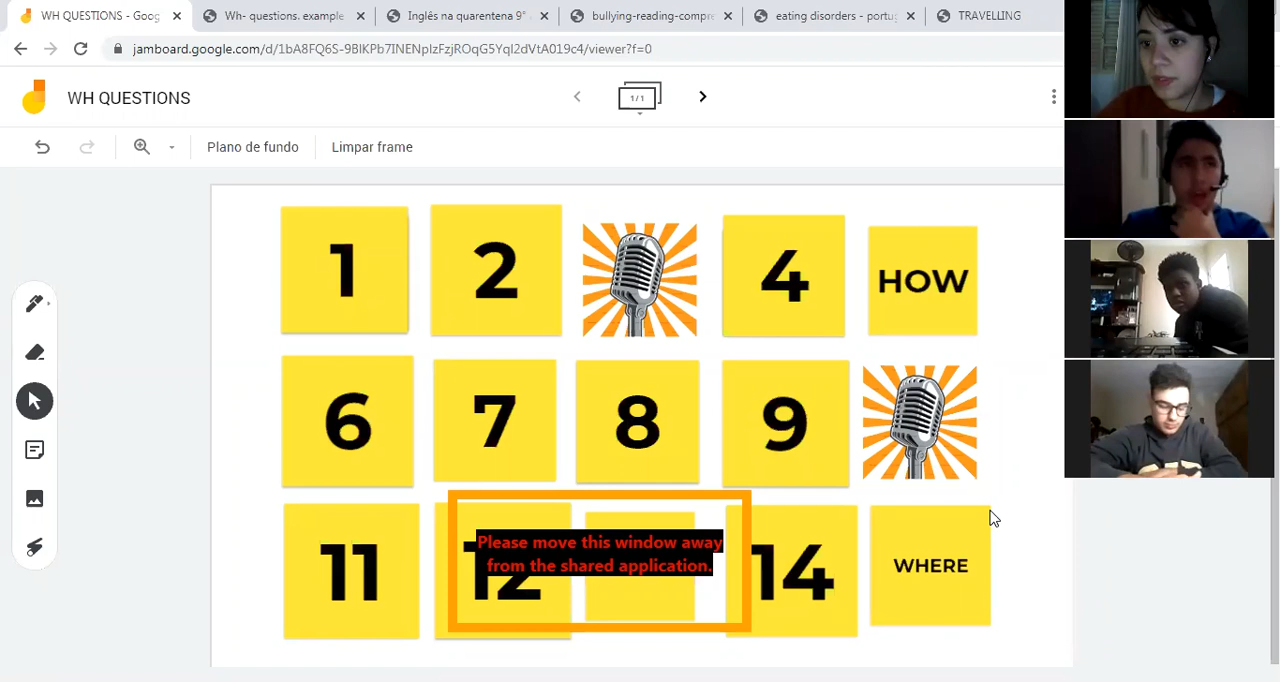 WH QUESTIONS - Goog
Wh- questions. example
Inglês na quarentena 9°
bullying-reading-compre
eating disorders - portug
TRAVELLING
jamboard.google.com/d/1bA8FQ6S-9BlKPb7INENplzFzjROqG5Yql2dVtA019c4/viewer?f=0
WH QUESTIONS
1/1
Plano de fundo
Limpar frame
1 2 4 HOW
6 7 8 9
11 12 14 WHERE
Please move this window away
from the shared application.